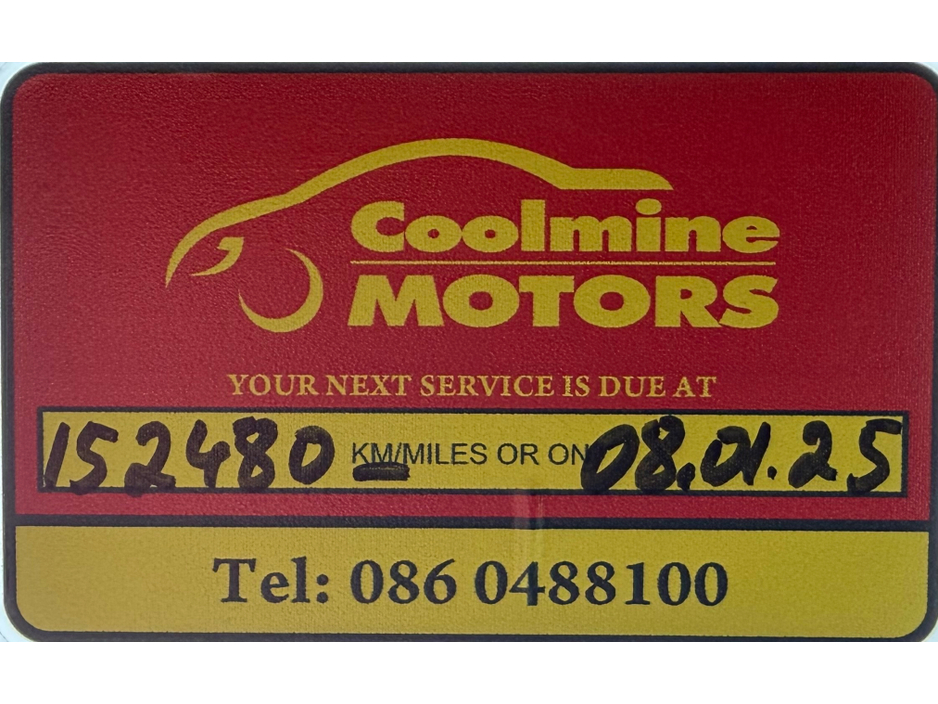 Coolmine
MOTORS
YOUR NEXT SERVICE IS DUE AT
152480 KM/MILES OR ON 08.01.25
Tel: 086 0488100